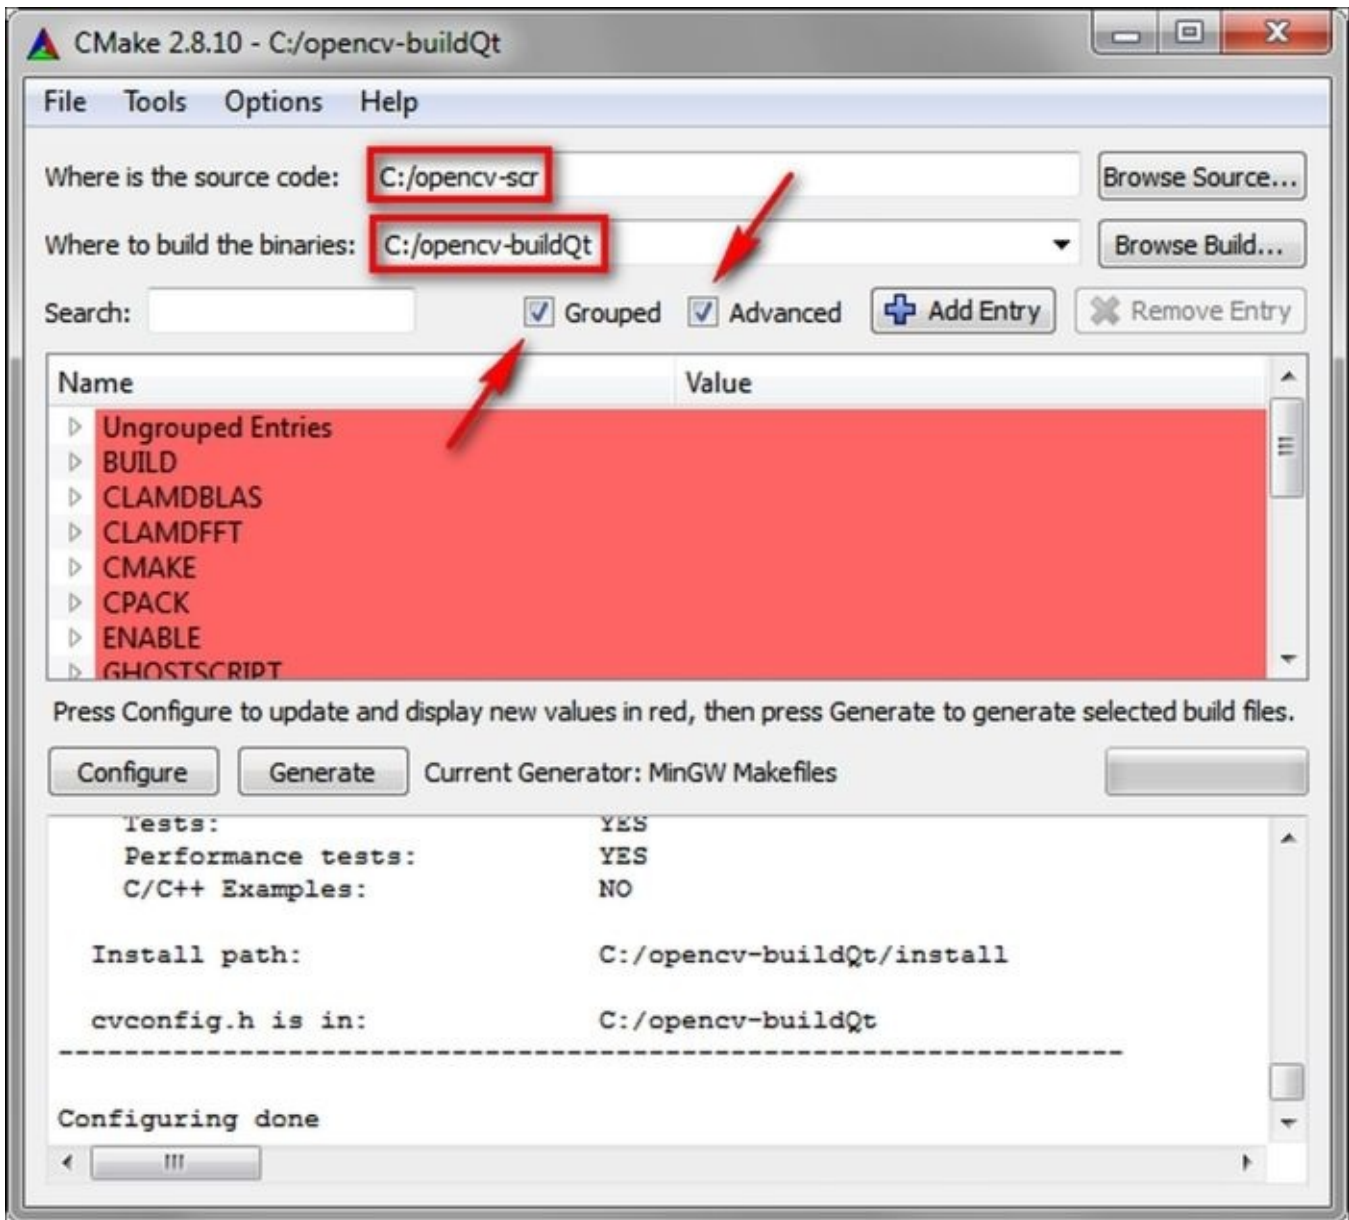 CMake 2.8.10 - C:/opencv-buildQt
File Tools Options Help
Where is the source code: C:/opencv-scr Browse Source...
Where to build the binaries: C:/opencv-buildQt Browse Build...
Search: Grouped Advanced Add Entry Remove Entry
Name Value
Ungrouped Entries
BUILD
CLAMDBLAS
CLAMDFFT
CMAKE
CPACK
ENABLE
GHOSTSCRIPT
Press Configure to update and display new values in red, then press Generate to generate selected build files.
Configure Generate Current Generator: MinGW Makefiles
Tests: YES
Performance tests: YES
C/C++ Examples: NO
Install path: C:/opencv-buildQt/install
cvconfig.h is in: C:/opencv-buildQt
-----------------------------------------------------------------
Configuring done